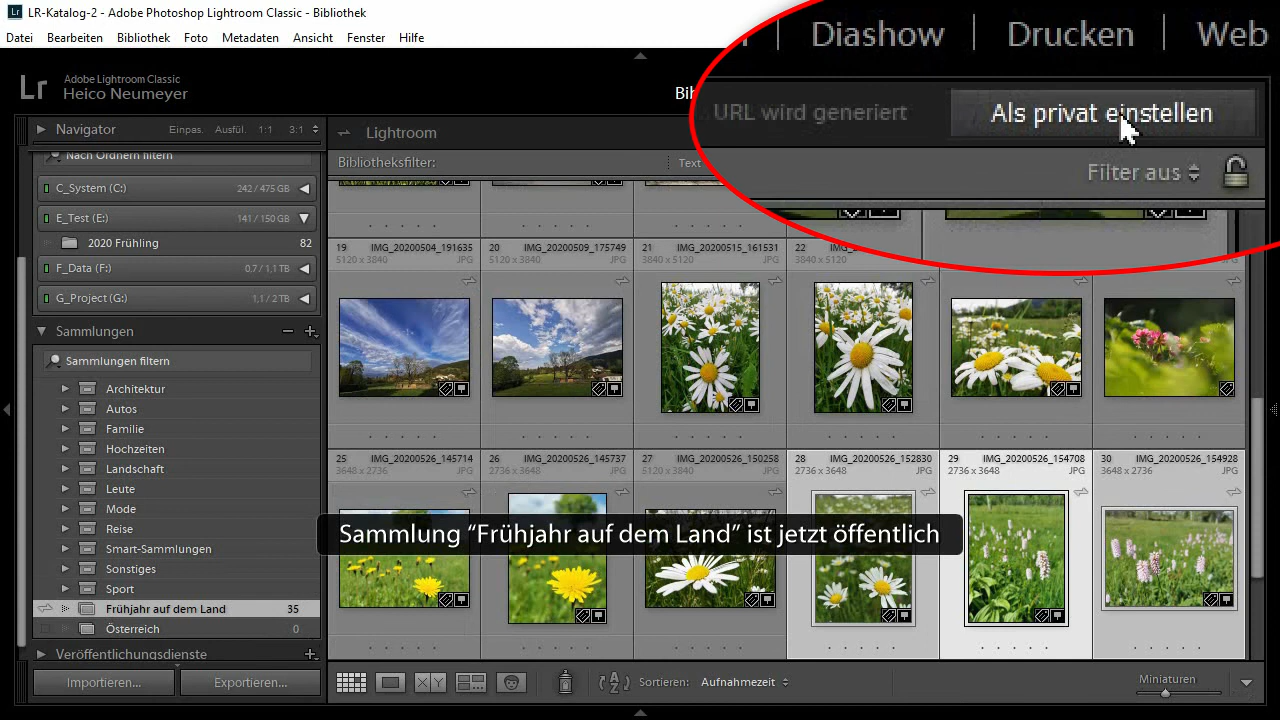 LR-Katalog-2 - Adobe Photoshop Lightroom Classic - Bibliothek
Datei Bearbeiten Bibliothek Foto Metadaten Ansicht Fenster Hilfe
Diashow | Drucken | Web
Lr Adobe Lightroom Classic
Heico Neumeyer
Bib
URL wird generiert Als privat einstellen
Navigator Einpas. Ausfül. 1:1 3:1
Lightroom
Nach Ordnern filtern
Bibliotheksfilter: Text
Filter aus
C_System (C:) 242 / 475 GB
E_Test (E:) 141 / 150 GB
2020 Frühling 82
F_Data (F:) 0,7 / 1,1 TB
G_Project (G:) 1,1 / 2 TB
19 IMG_20200504_191635
5120 x 3840 JPG
20 IMG_20200509_175749
5120 x 3840 JPG
21 IMG_20200515_161531
3840 x 5120 JPG
22
3840 x 5120
Sammlungen
Sammlungen filtern
Architektur
Autos
Familie
Hochzeiten
Landschaft
Leute
Mode
Reise
Smart-Sammlungen
Sonstiges
Sport
Frühjahr auf dem Land 35
Österreich 0
Veröffentlichungsdienste
Importieren... Exportieren...
25 IMG_20200526_145714
3648 x 2736 JPG
26 IMG_20200526_145737
3648 x 2736 JPG
27 IMG_20200526_150258
5120 x 3840 JPG
28 IMG_20200526_152830
2736 x 3648 JPG
29 IMG_20200526_154708
2736 x 3648 JPG
30 IMG_20200526_154928
3648 x 2736 JPG
Sammlung “Frühjahr auf dem Land” ist jetzt öffentlich
XY Sortieren: Aufnahmezeit
Miniaturen